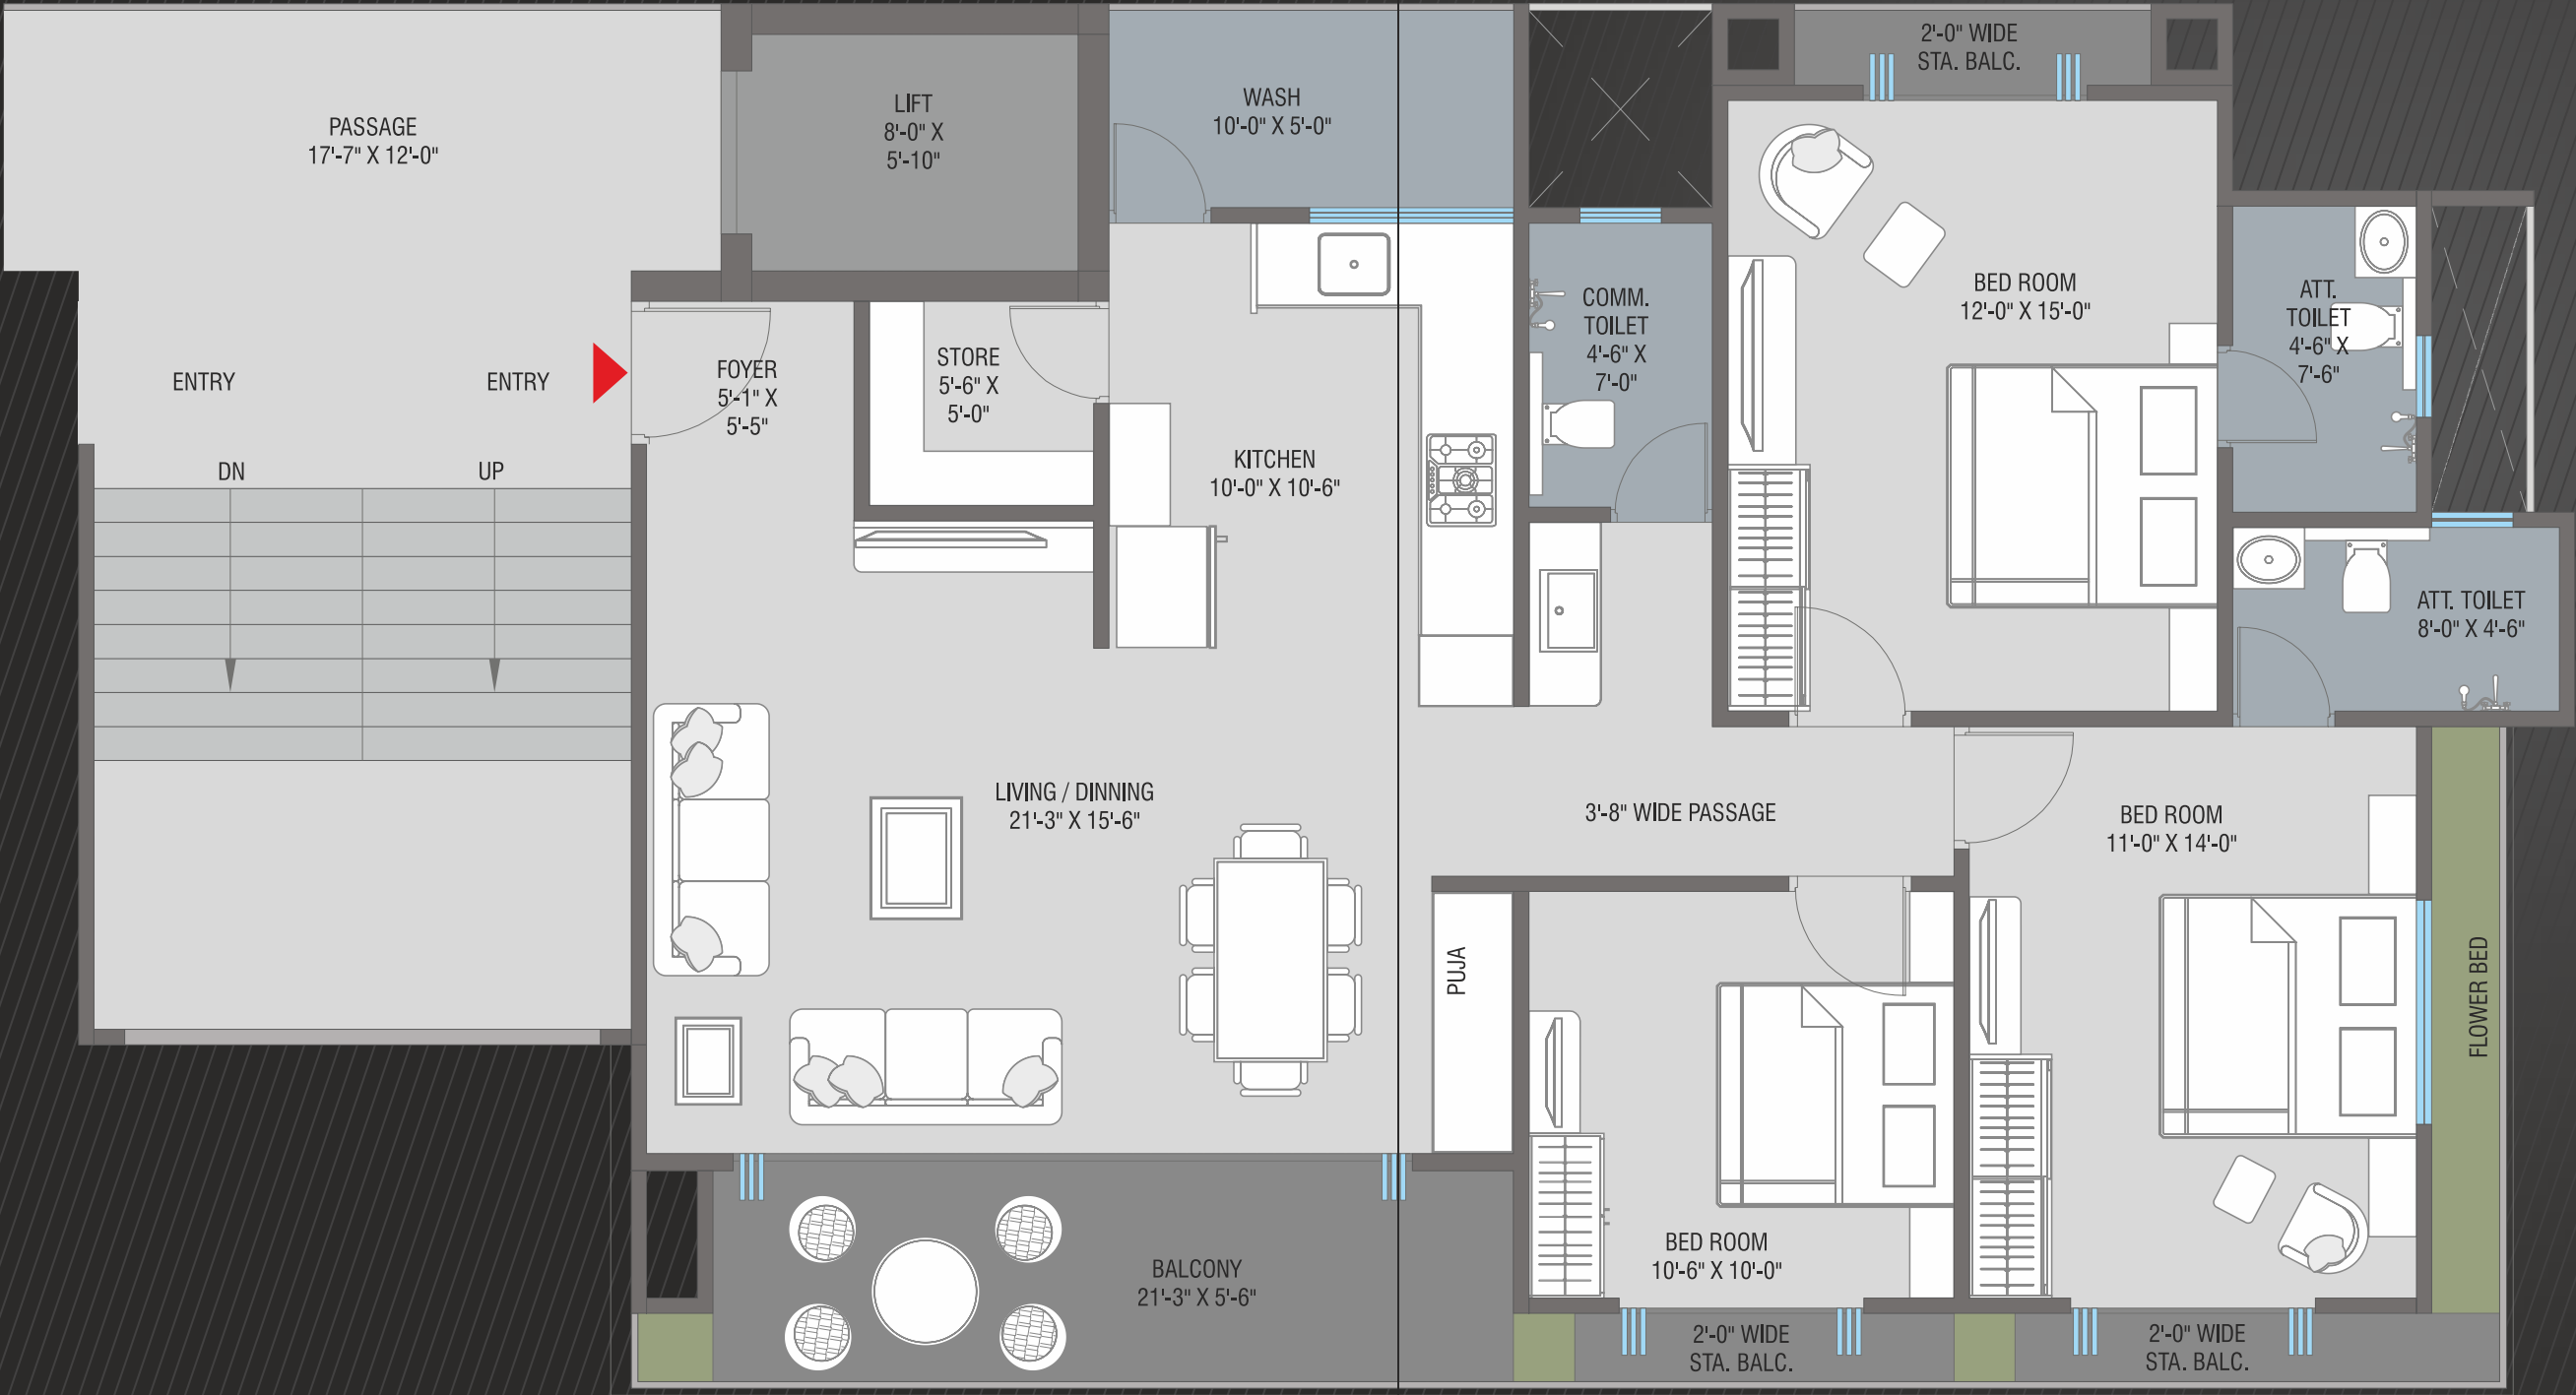 PASSAGE
17'-7" X 12'-0"
LIFT
8'-0" X
5'-10"
WASH
10'-0" X 5'-0"
2'-0" WIDE
STA. BALC.
BED ROOM
12'-0" X 15'-0"
ATT.
TOILET
4'-6" X
7'-6"
COMM.
TOILET
4'-6" X
7'-0"
ENTRY
ENTRY
FOYER
5'-1" X
5'-5"
STORE
5'-6" X
5'-0"
KITCHEN
10'-0" X 10'-6"
DN
UP
ATT. TOILET
8'-0" X 4'-6"
LIVING / DINNING
21'-3" X 15'-6"
3'-8" WIDE PASSAGE
BED ROOM
11'-0" X 14'-0"
PUJA
FLOWER BED
BED ROOM
10'-6" X 10'-0"
BALCONY
21'-3" X 5'-6"
2'-0" WIDE
STA. BALC.
2'-0" WIDE
STA. BALC.